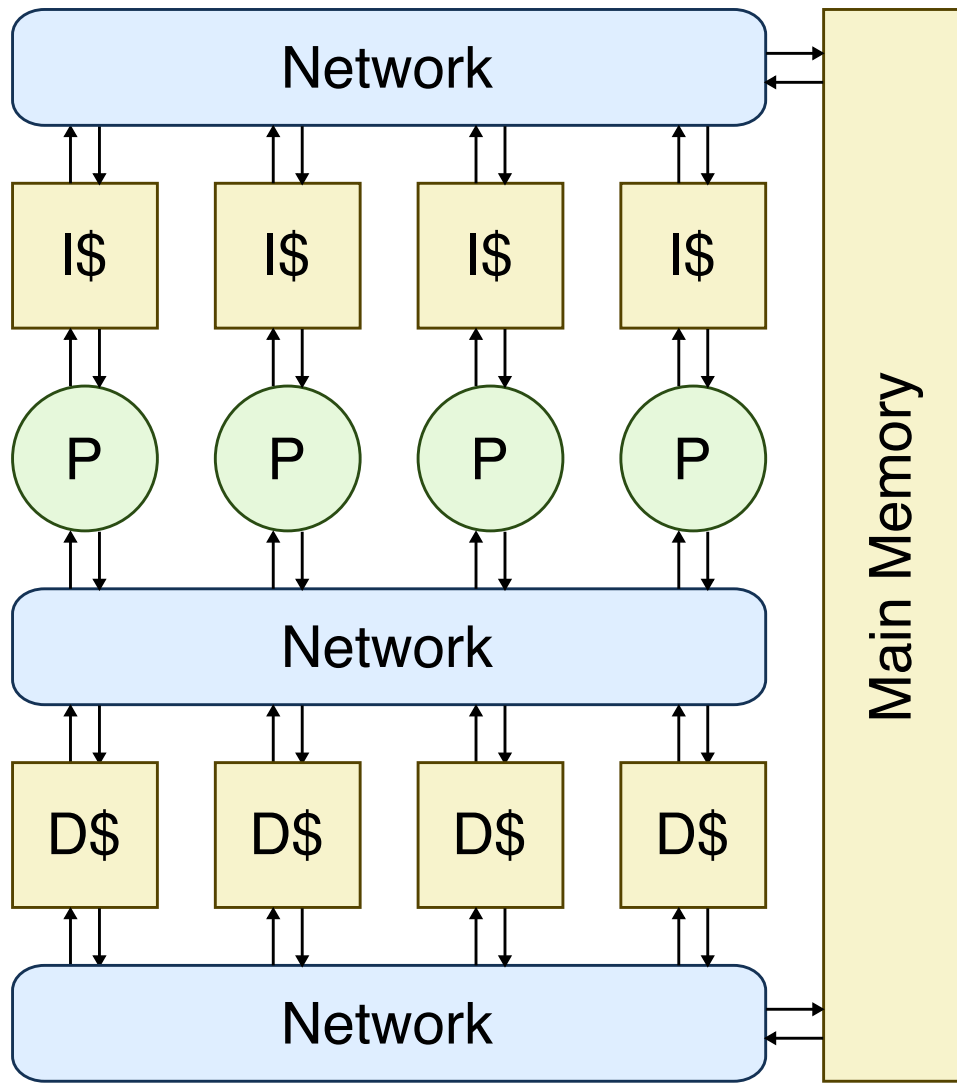 Network
I$ I$ I$ I$
P P P P
Network
D$ D$ D$ D$
Network
Main Memory